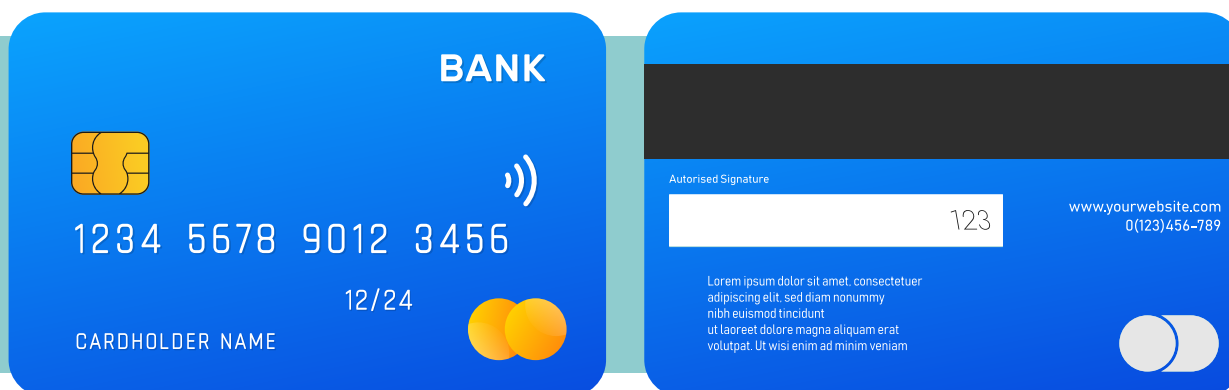 BANK
1234 5678 9012 3456
12/24
CARDHOLDER NAME
Autorised Signature
123
www.yourwebsite.com
0(123)456-789
Lorem ipsum dolor sit amet, consectetuer
adipiscing elit, sed diam nonummy
nibh euismod tincidunt
ut laoreet dolore magna aliquam erat
volutpat. Ut wisi enim ad minim veniam